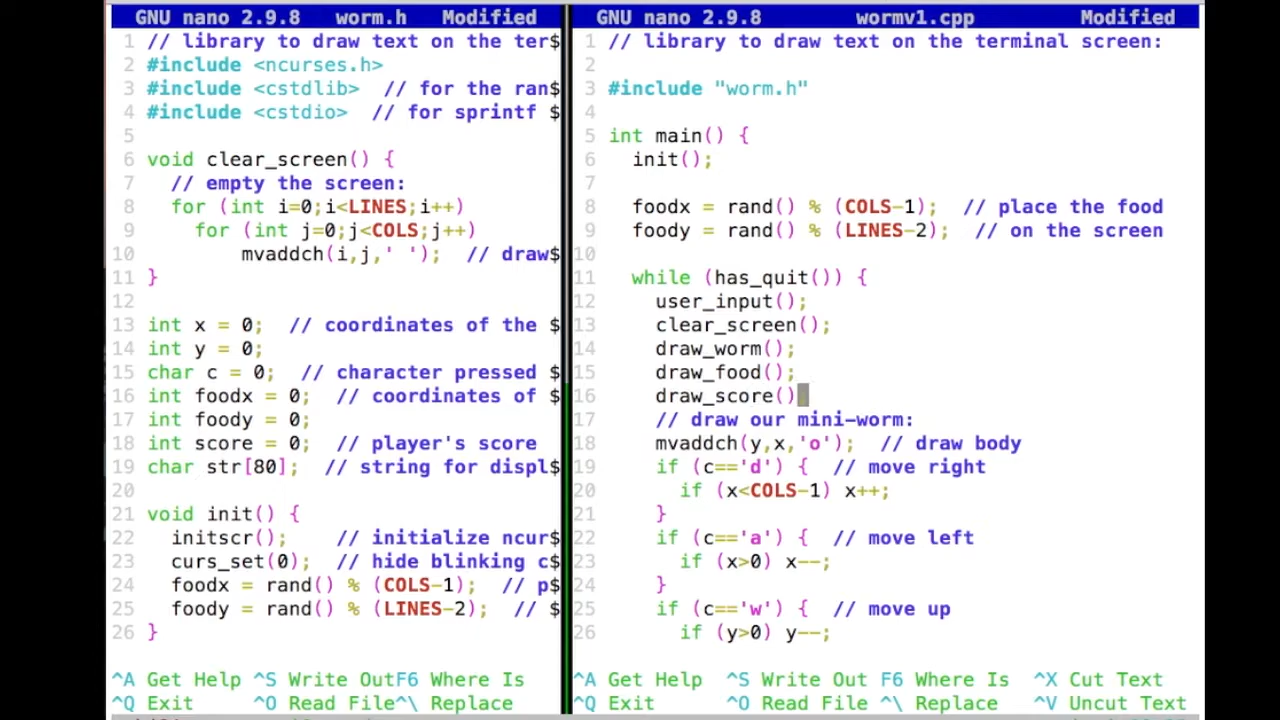 GNU nano 2.9.8 worm.h Modified
1 // library to draw text on the ter$
2 #include <ncurses.h>
3 #include <cstdlib> // for the ran$
4 #include <cstdio> // for sprintf $
5
6 void clear_screen() {
7 // empty the screen:
8 for (int i=0;i<LINES;i++)
9 for (int j=0;j<COLS;j++)
10 mvaddch(i,j,' '); // draw$
11 }
12
13 int x = 0; // coordinates of the $
14 int y = 0;
15 char c = 0; // character pressed $
16 int foodx = 0; // coordinates of $
17 int foody = 0;
18 int score = 0; // player's score
19 char str[80]; // string for displ$
20
21 void init() {
22 initscr(); // initialize ncur$
23 curs_set(0); // hide blinking c$
24 foodx = rand() % (COLS-1); // p$
25 foody = rand() % (LINES-2); // $
26 }
^A Get Help ^S Write OutF6 Where Is
^Q Exit ^O Read File^\ Replace
GNU nano 2.9.8 wormv1.cpp Modified
1 // library to draw text on the terminal screen:
2
3 #include "worm.h"
4
5 int main() {
6 init();
7
8 foodx = rand() % (COLS-1); // place the food
9 foody = rand() % (LINES-2); // on the screen
10
11 while (has_quit()) {
12 user_input();
13 clear_screen();
14 draw_worm();
15 draw_food();
16 draw_score()
17 // draw our mini-worm:
18 mvaddch(y,x,'o'); // draw body
19 if (c=='d') { // move right
20 if (x<COLS-1) x++;
21 }
22 if (c=='a') { // move left
23 if (x>0) x--;
24 }
25 if (c=='w') { // move up
26 if (y>0) y--;
^A Get Help ^S Write Out F6 Where Is ^X Cut Text
^Q Exit ^O Read File ^\ Replace ^V Uncut Text